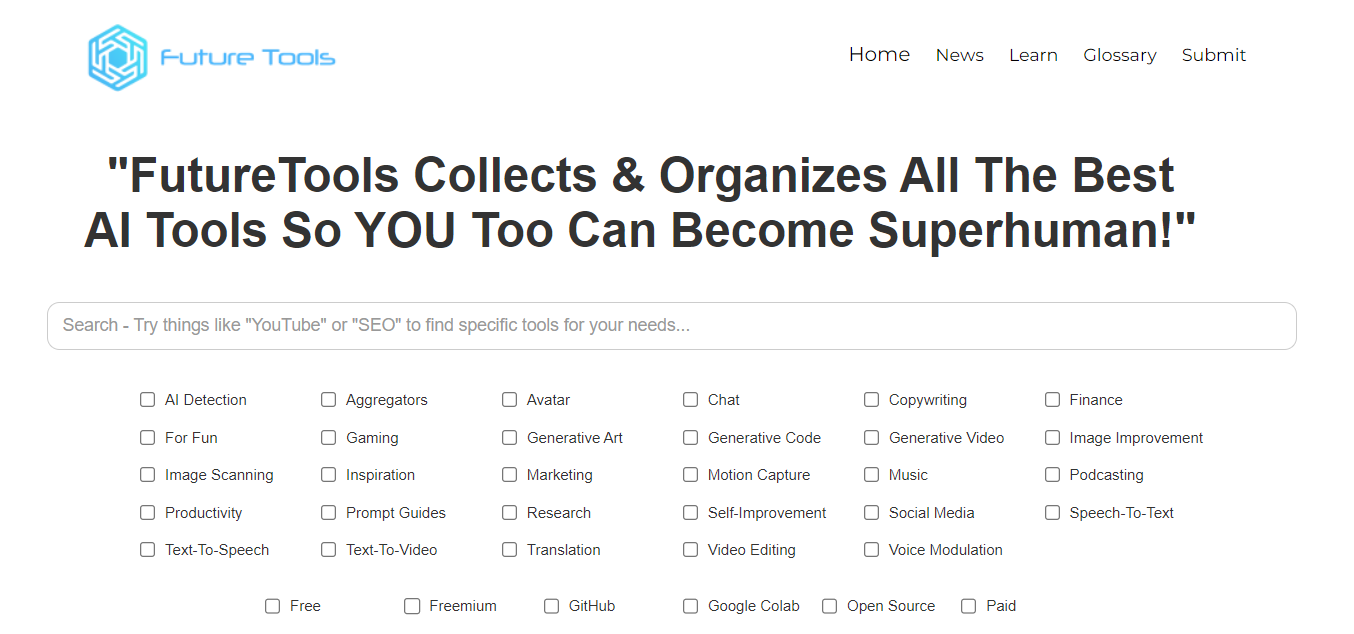 Future Tools
Home News Learn Glossary Submit
"FutureTools Collects & Organizes All The Best
AI Tools So YOU Too Can Become Superhuman!"
Search - Try things like "YouTube" or "SEO" to find specific tools for your needs...
AI Detection Aggregators Avatar Chat Copywriting Finance
For Fun Gaming Generative Art Generative Code Generative Video Image Improvement
Image Scanning Inspiration Marketing Motion Capture Music Podcasting
Productivity Prompt Guides Research Self-Improvement Social Media Speech-To-Text
Text-To-Speech Text-To-Video Translation Video Editing Voice Modulation
Free Freemium GitHub Google Colab Open Source Paid